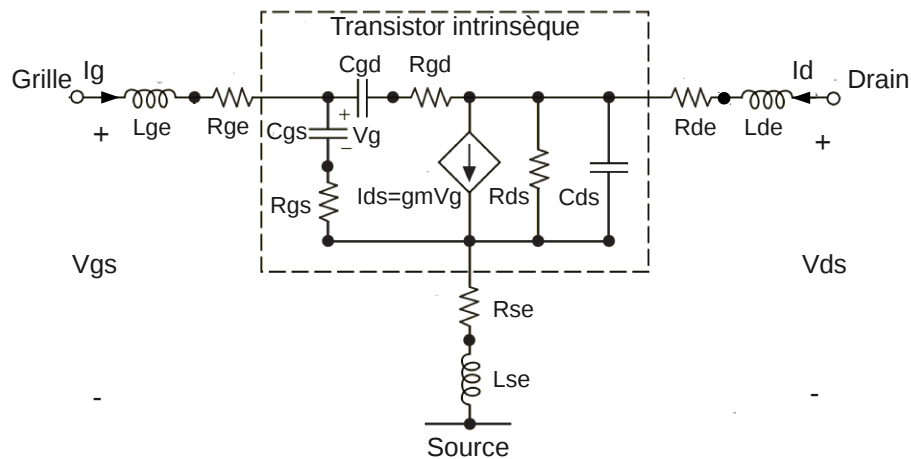 Transistor intrinsèque
Cgd Rgd
Grille Ig
Id Drain
Lge Rge
Cgs + Vg −
Rde Lde
+
+
Rgs
Ids=gmVg Rds Cds
Vgs
Vds
Rse
Lse
-
-
Source